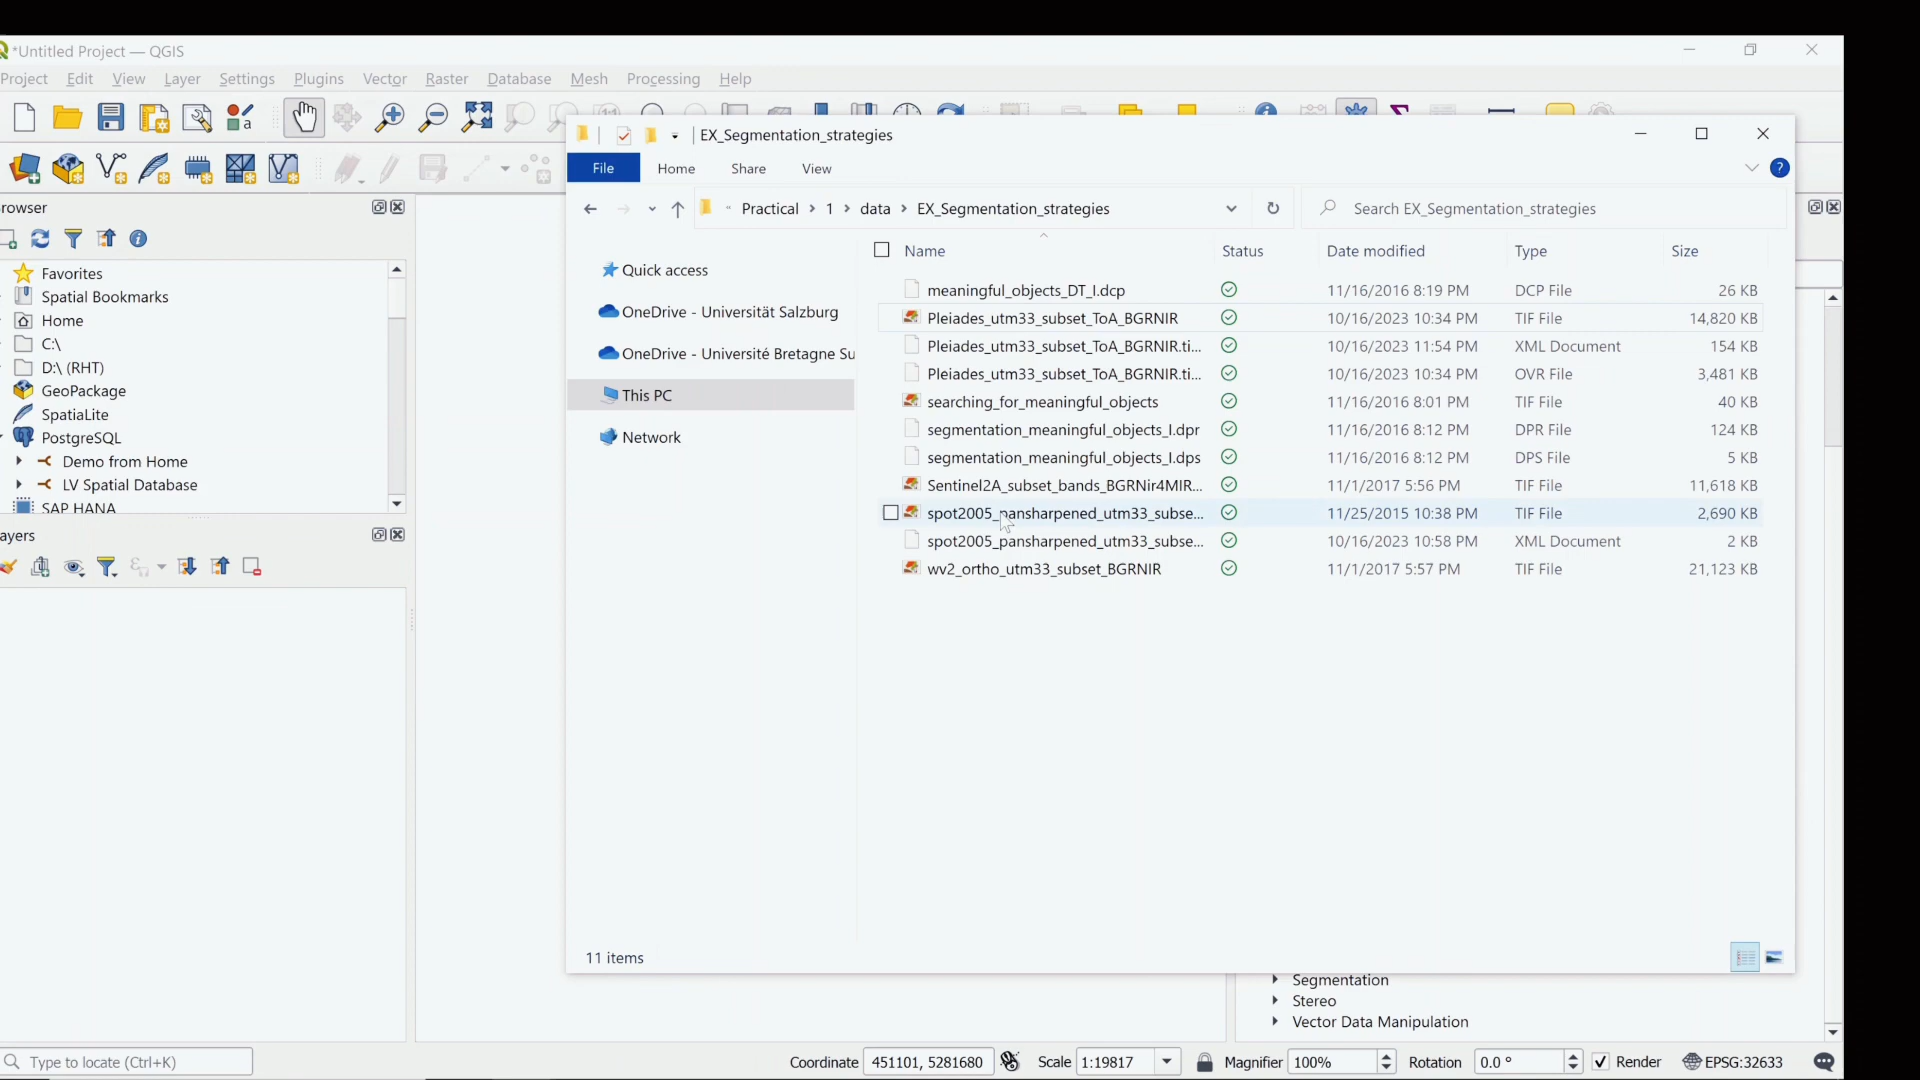 *Untitled Project — QGIS
Project Edit View Layer Settings Plugins Vector Raster Database Mesh Processing Help
EX_Segmentation_strategies
File Home Share View
Practical 1 data EX_Segmentation_strategies
Search EX_Segmentation_strategies
rowser
Favorites
Spatial Bookmarks
Home
C:\
D:\ (RHT)
GeoPackage
SpatiaLite
PostgreSQL
Demo from Home
LV Spatial Database
SAP HANA
ayers
Quick access
OneDrive - Universität Salzburg
OneDrive - Université Bretagne Su
This PC
Network
Name Status Date modified Type Size
meaningful_objects_DT_I.dcp 11/16/2016 8:19 PM DCP File 26 KB
Pleiades_utm33_subset_ToA_BGRNIR 10/16/2023 10:34 PM TIF File 14,820 KB
Pleiades_utm33_subset_ToA_BGRNIR.ti... 10/16/2023 11:54 PM XML Document 154 KB
Pleiades_utm33_subset_ToA_BGRNIR.ti... 10/16/2023 10:34 PM OVR File 3,481 KB
searching_for_meaningful_objects 11/16/2016 8:01 PM TIF File 40 KB
segmentation_meaningful_objects_I.dpr 11/16/2016 8:12 PM DPR File 124 KB
segmentation_meaningful_objects_I.dps 11/16/2016 8:12 PM DPS File 5 KB
Sentinel2A_subset_bands_BGRNir4MIR... 11/1/2017 5:56 PM TIF File 11,618 KB
spot2005_pansharpened_utm33_subse... 11/25/2015 10:38 PM TIF File 2,690 KB
spot2005_pansharpened_utm33_subse... 10/16/2023 10:58 PM XML Document 2 KB
wv2_ortho_utm33_subset_BGRNIR 11/1/2017 5:57 PM TIF File 21,123 KB
11 items
Segmentation
Stereo
Vector Data Manipulation
Type to locate (Ctrl+K)
Coordinate 451101, 5281680 Scale 1:19817 Magnifier 100% Rotation 0.0 ° Render EPSG:32633